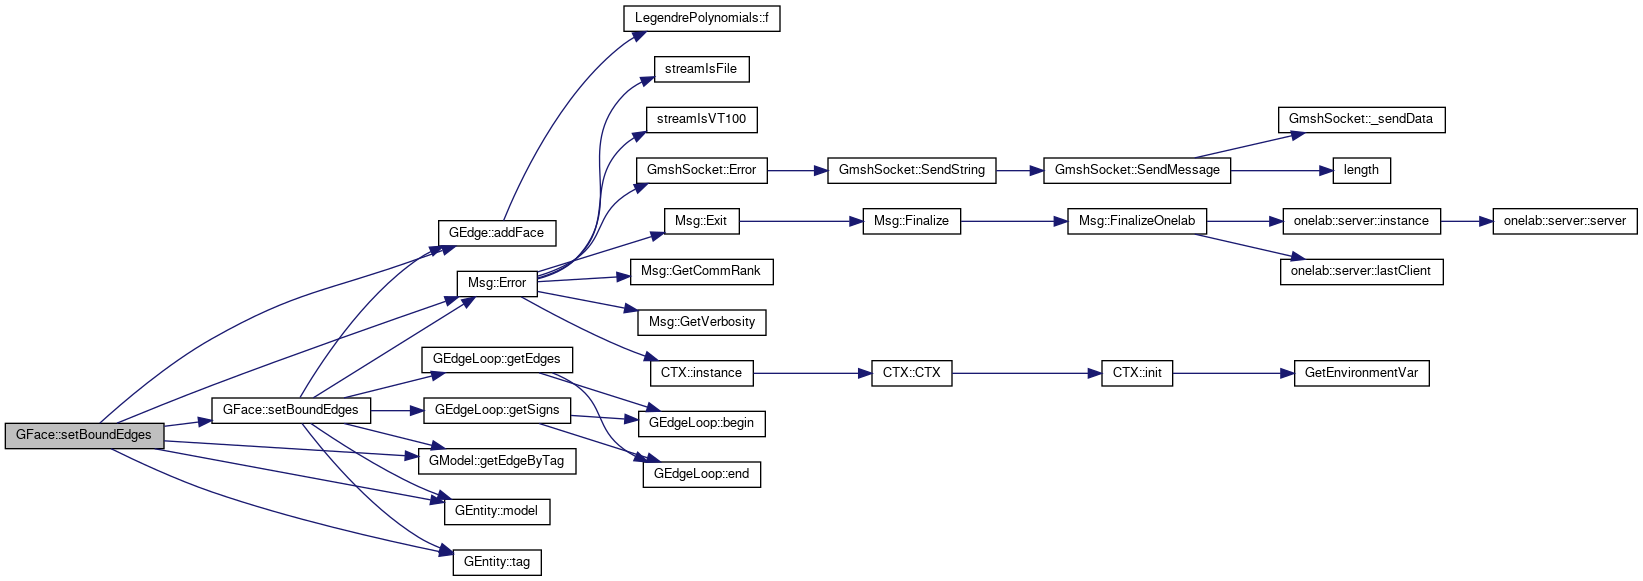 LegendrePolynomials::f
streamIsFile
streamIsVT100
GmshSocket::_sendData
GmshSocket::Error
GmshSocket::SendString
GmshSocket::SendMessage
length
GEdge::addFace
Msg::Exit
Msg::Finalize
Msg::FinalizeOnelab
onelab::server::instance
onelab::server::server
Msg::Error
Msg::GetCommRank
onelab::server::lastClient
Msg::GetVerbosity
GEdgeLoop::getEdges
CTX::instance
CTX::CTX
CTX::init
GetEnvironmentVar
GFace::setBoundEdges
GEdgeLoop::getSigns
GEdgeLoop::begin
GFace::setBoundEdges
GModel::getEdgeByTag
GEdgeLoop::end
GEntity::model
GEntity::tag